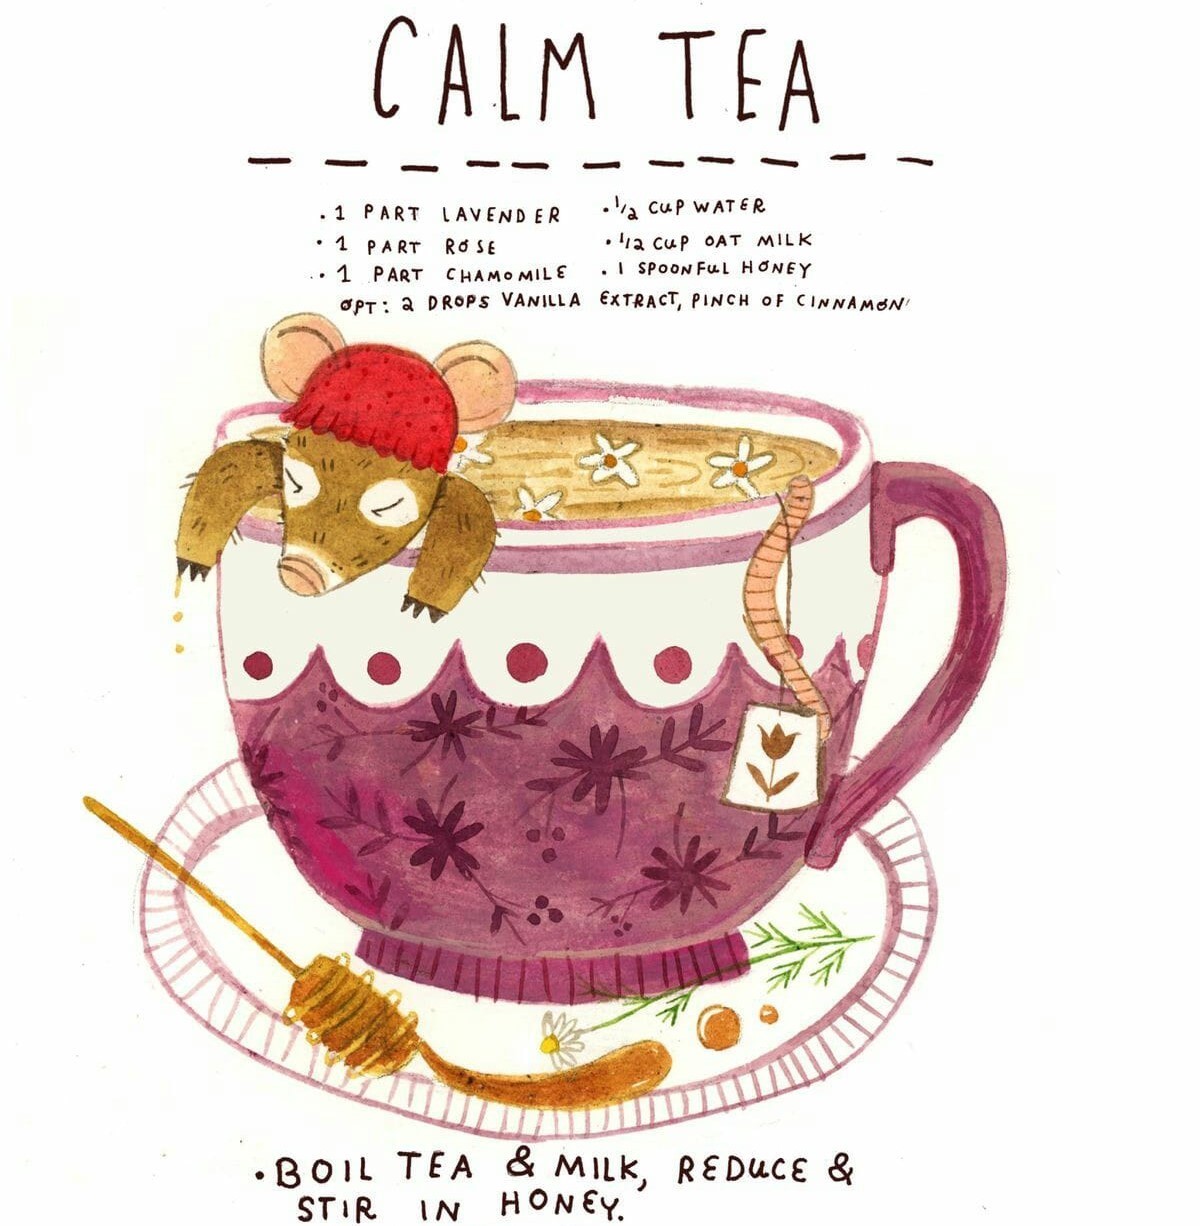 CALM TEA
. 1 PART LAVENDER
• 1 PART ROSE
• 1 PART CHAMOMILE
• 1/2 CUP WATER
• 1/2 CUP OAT MILK
. 1 SPOONFUL HONEY
OPT: 2 DROPS VANILLA EXTRACT, PINCH OF CINNAMON
• BOIL TEA & MILK, REDUCE &
STIR IN HONEY.